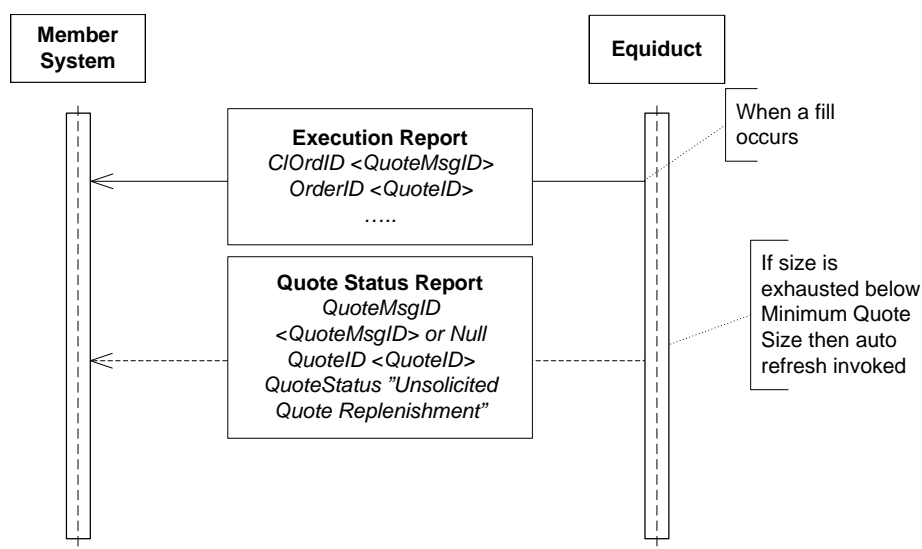 Member
System
Equiduct
When a fill
occurs
Execution Report
ClOrdID <QuoteMsgID>
OrderID <QuoteID>
…..
Quote Status Report
QuoteMsgID
<QuoteMsgID> or Null
QuoteID <QuoteID>
QuoteStatus ”Unsolicited
Quote Replenishment”
If size is
exhausted below
Minimum Quote
Size then auto
refresh invoked